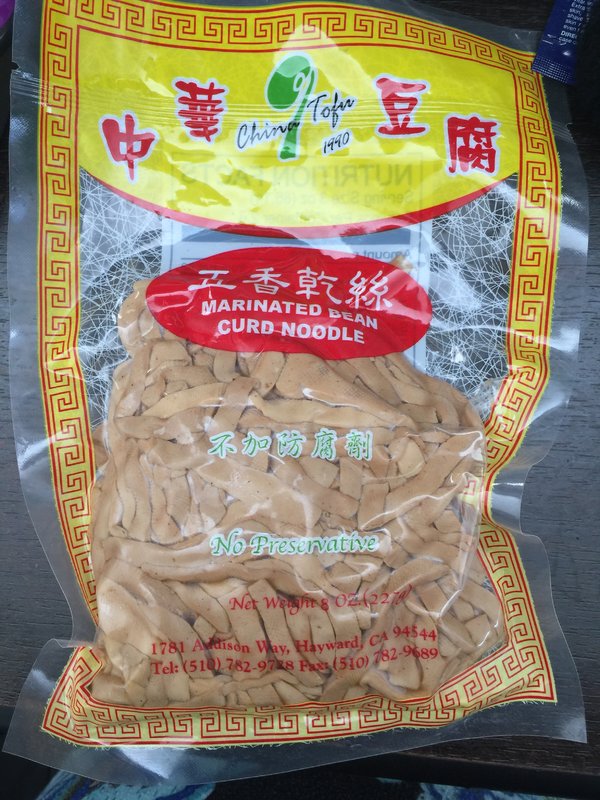 中華豆腐
China Tofu
1990
五香乾絲
MARINATED BEAN
CURD NOODLE
不加防腐劑
No Preservative
Net Weight 8 OZ.(227g)
1781 Addison Way, Hayward, CA 94544
Tel: (510) 782-9778 Fax: (510) 782-9689
NUTRITION FACTS